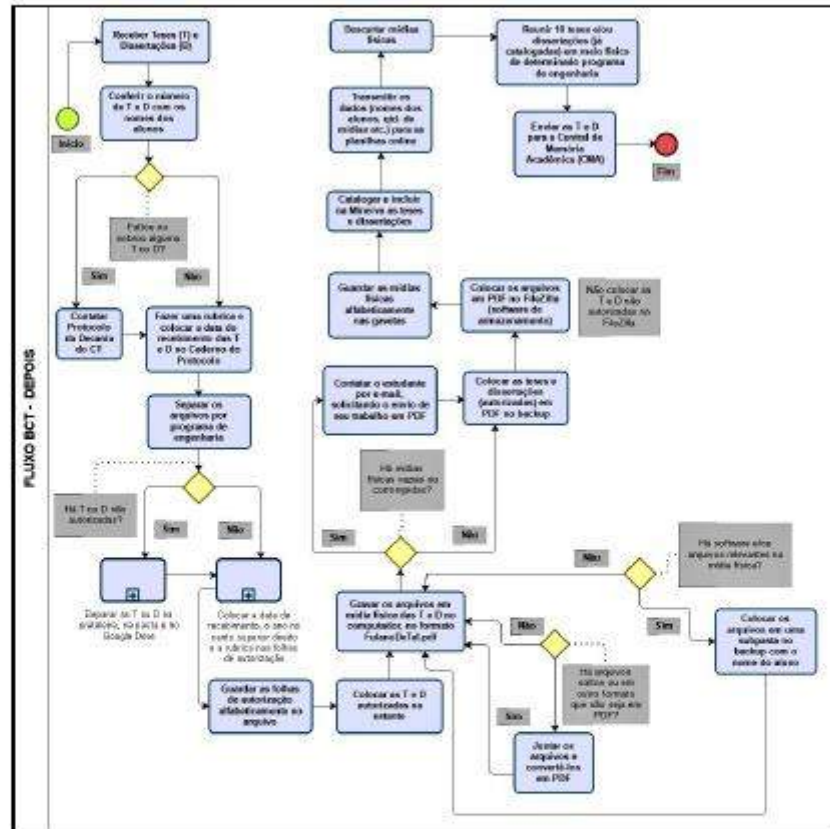 FLUXO BCT - DEPOIS
Início
Receber Teses (T) e
Dissertações (D)
Conferir o número
de T e D com os
nomes dos
alunos
Faltou ou
sobrou alguma
T ou D?
Sim
Não
Contatar
Protocolo
da Decania
do CT
Fazer uma rubrica e
colocar a data do
recebimento das T
e D no Caderno de
Protocolo
Separar os
arquivos por
programa de
engenharia
Há T ou D não
autorizadas?
Sim
Não
Separar as T ou D na
na pasta e no
Google Docs
Colocar a data de
recebimento, o ano no
canto superior direito
e a rubrica nas folhas
de autorização
Guardar as folhas
de autorização
alfabeticamente no
arquivo
Colocar as T e D
autorizadas na
estante
Gravar os arquivos em
mídia física das T e D no
computador, no formato
FulanoDeTal.pdf
Não
Há arquivos
soltos ou em
outro formato
que não seja em
PDF?
Sim
Juntar os
arquivos e
convertê-los
em PDF
Não
Há software e/ou
arquivos relevantes na
mídia física?
Sim
Colocar os
arquivos em uma
subpasta no
backup com o
nome do aluno
Há mídias
físicas vazias ou
corrompidas?
Sim
Não
Contatar o estudante
por e-mail,
solicitando o envio de
seu trabalho em PDF
Colocar as teses e
dissertações
(autorizadas) em
PDF no backup
Colocar os arquivos
em PDF no FileZilla
(software de
armazenamento)
Não colocar as
T e D não
autorizadas no
FileZilla
Guardar as mídias
físicas
alfabeticamente
nas gavetas
Catalogar e incluir
na Minerva as teses
e dissertações
Transmitir os
dados (nomes dos
alunos, qtd. de
mídias etc.) para as
planilhas online
Descartar mídias
físicas
Reunir 10 teses e/ou
dissertações (já
catalogadas) em meio físico
de determinado programa
de engenharia
Enviar as T e D
para a Central de
Memória
Acadêmica (CMA)
Fim